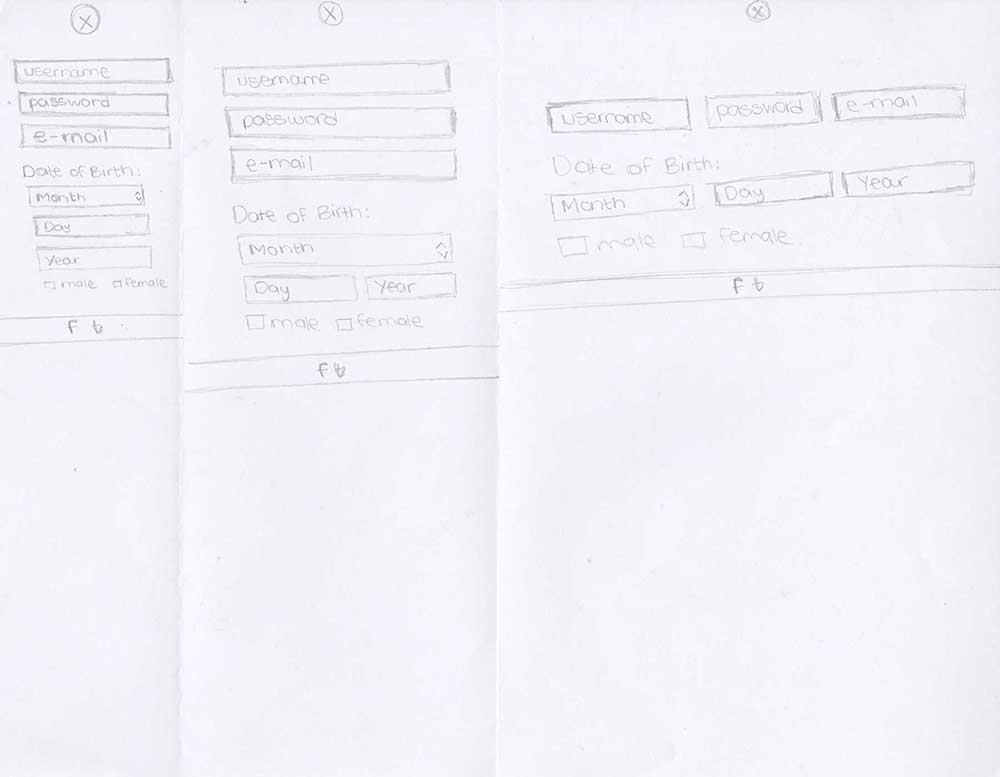 X
username
password
e-mail
Date of Birth:
Month
Day
Year
male female
f t
X
username
password
e-mail
Date of Birth:
Month
Day Year
male female
f t
X
username password e-mail
Date of Birth:
Month Day Year
male female
f t